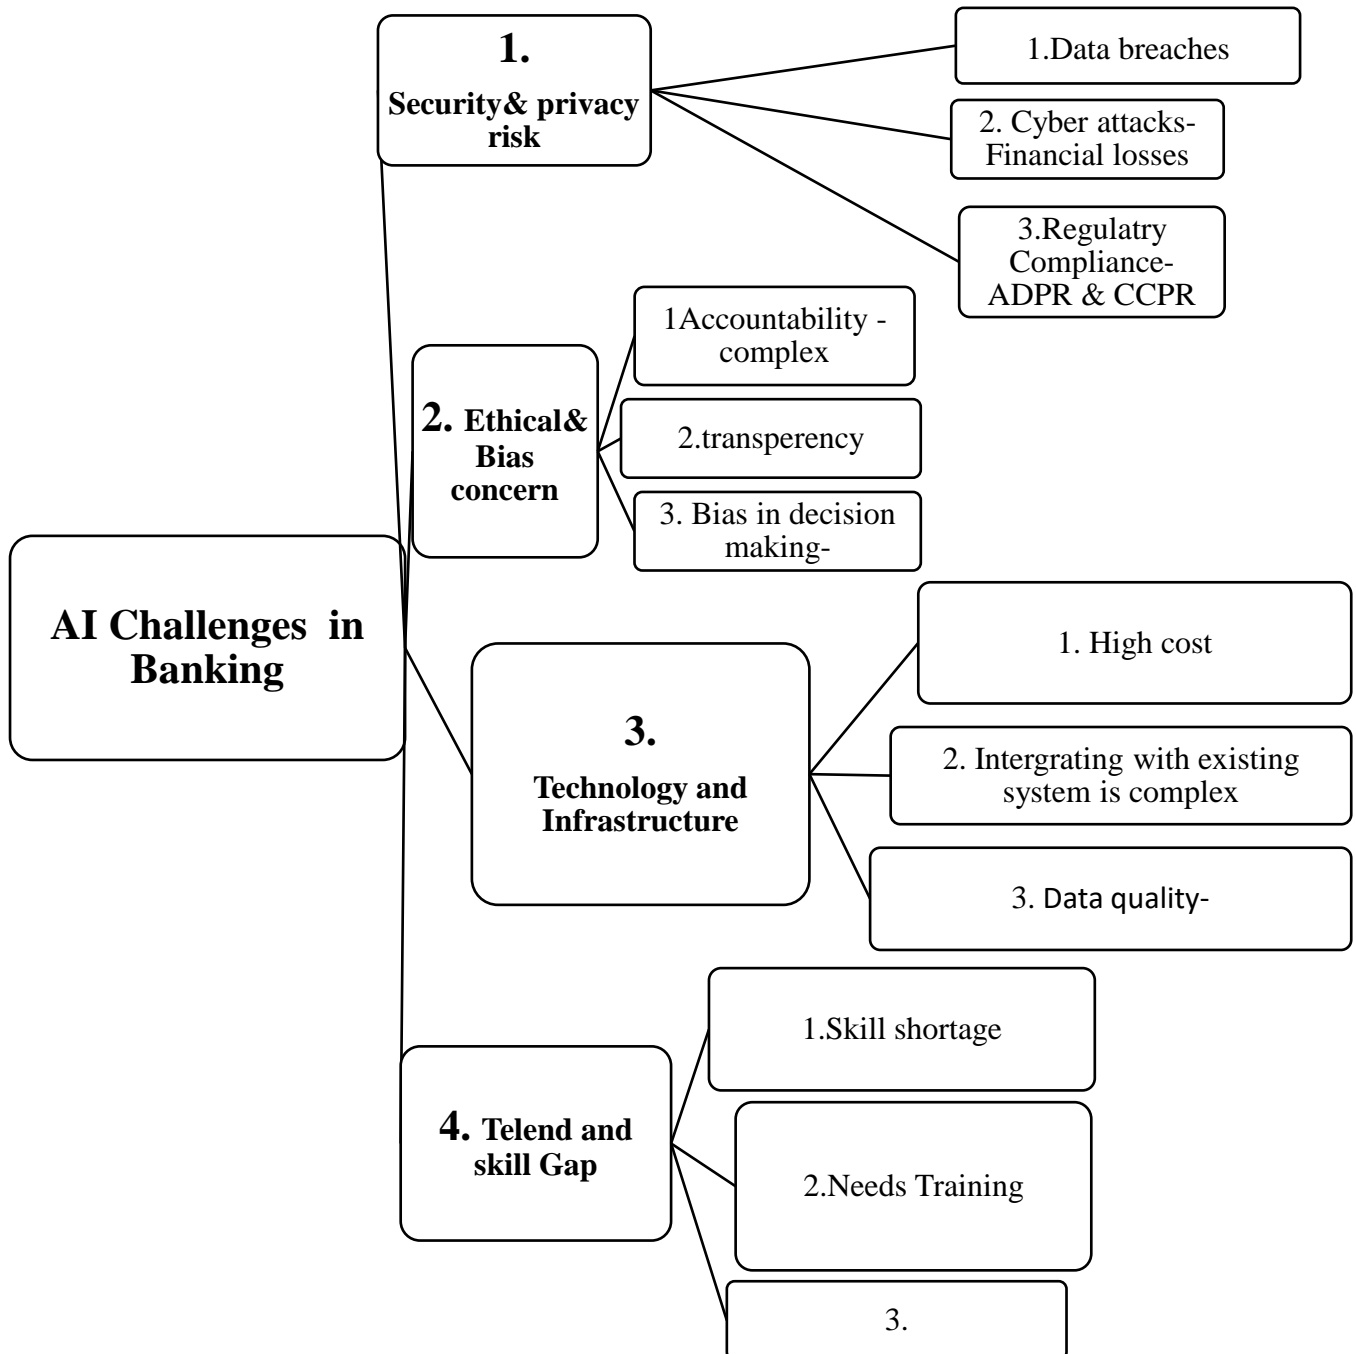 AI Challenges in
Banking
1.
Security& privacy
risk
1.Data breaches
2. Cyber attacks-
Financial losses
3.Regulatry
Compliance-
ADPR & CCPR
2. Ethical&
Bias
concern
1Accountability -
complex
2.transperency
3. Bias in decision
making-
3.
Technology and
Infrastructure
1. High cost
2. Intergrating with existing
system is complex
3. Data quality-
4. Telend and
skill Gap
1.Skill shortage
2.Needs Training
3.